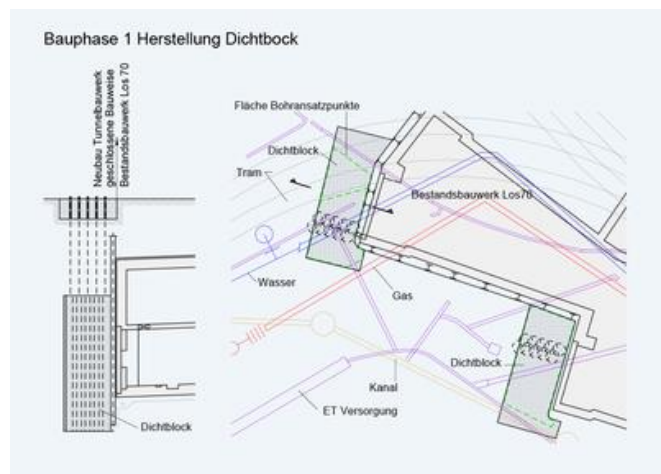 Bauphase 1 Herstellung Dichtbock
Neubau Tunnelbauwerk
geschlossene Bauweise
Bestandsbauwerk Los 70
Fläche Bohransatzpunkte
Dichtblock
Tram
Bestandsbauwerk Los70
Wasser
Gas
Dichtblock
Kanal
ET Versorgung
Dichtblock